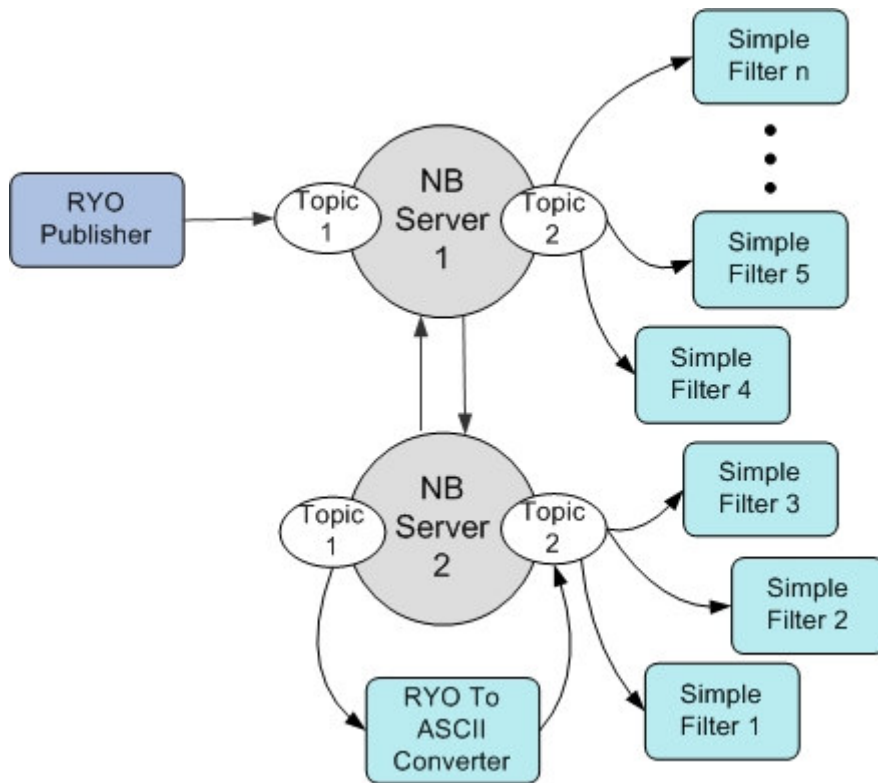 Simple
Filter n
RYO
Publisher
Topic
1
NB
Server
1
Topic
2
Simple
Filter 5
Simple
Filter 4
Topic
1
NB
Server
2
Topic
2
Simple
Filter 3
Simple
Filter 2
Simple
Filter 1
RYO To
ASCII
Converter